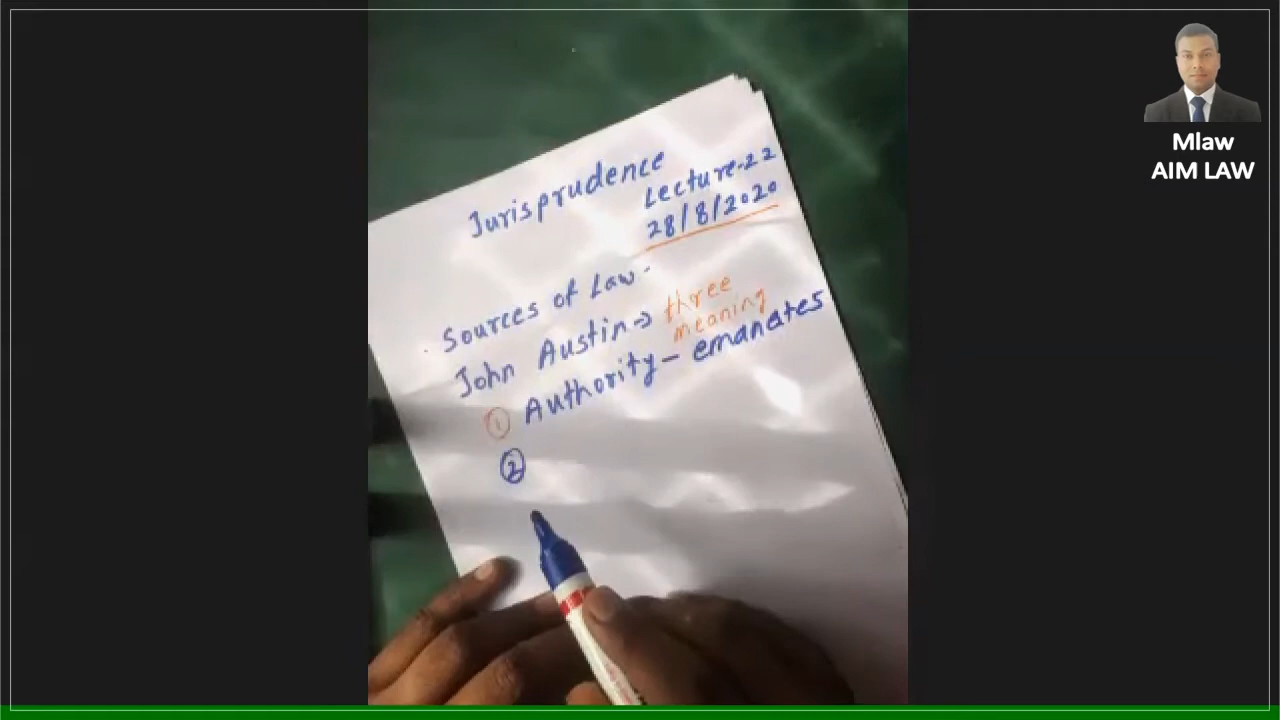 Jurisprudence
Lecture-22
28/8/2020
Sources of Law.
John Austin→ three meaning
① Authority- emanates
②
Mlaw
AIM LAW